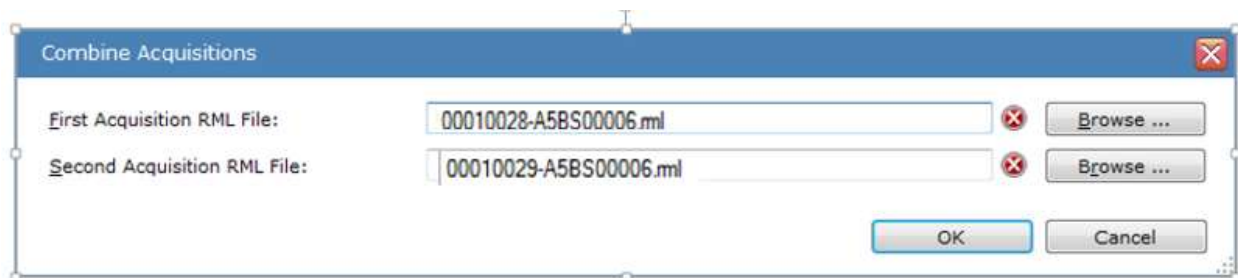 Combine Acquisitions
First Acquisition RML File: 00010028-A5BS00006.rml Browse ...
Second Acquisition RML File: 00010029-A5BS00006.rml Browse ...
OK Cancel